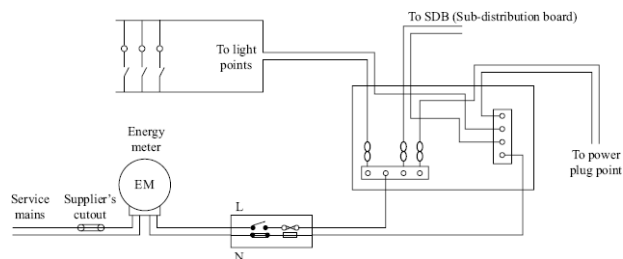 To SDB (Sub-distribution board)
To light
points
Energy
meter
EM
To power
plug point
Service
mains
Supplier's
cutout
L
N